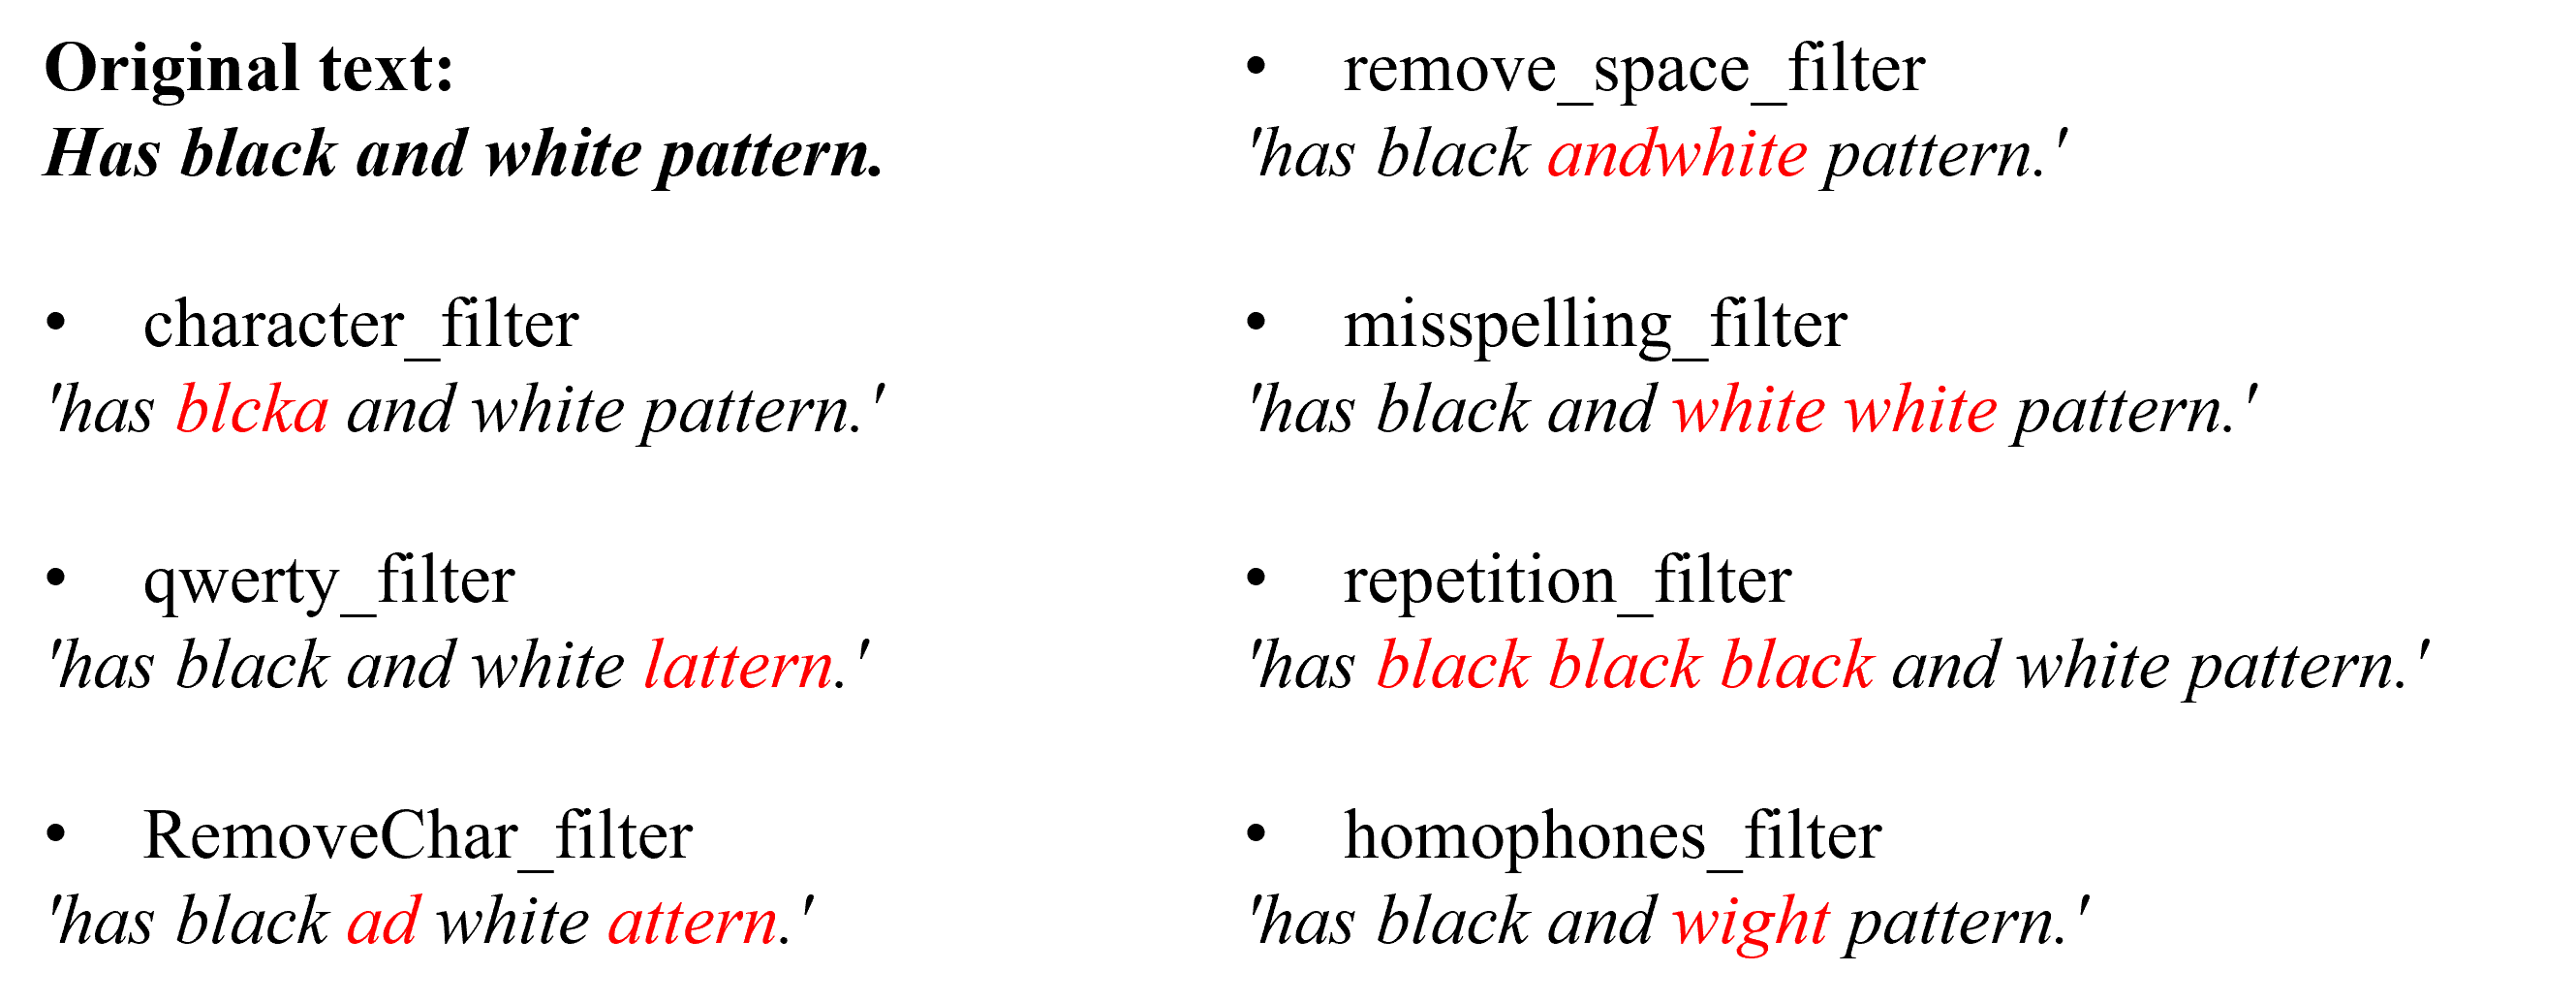 Original text:
Has black and white pattern.
• character_filter
'has blcka and white pattern.'
• qwerty_filter
'has black and white lattern.'
• RemoveChar_filter
'has black ad white attern.'
• remove_space_filter
'has black andwhite pattern.'
• misspelling_filter
'has black and white white pattern.'
• repetition_filter
'has black black black and white pattern.'
• homophones_filter
'has black and wight pattern.'